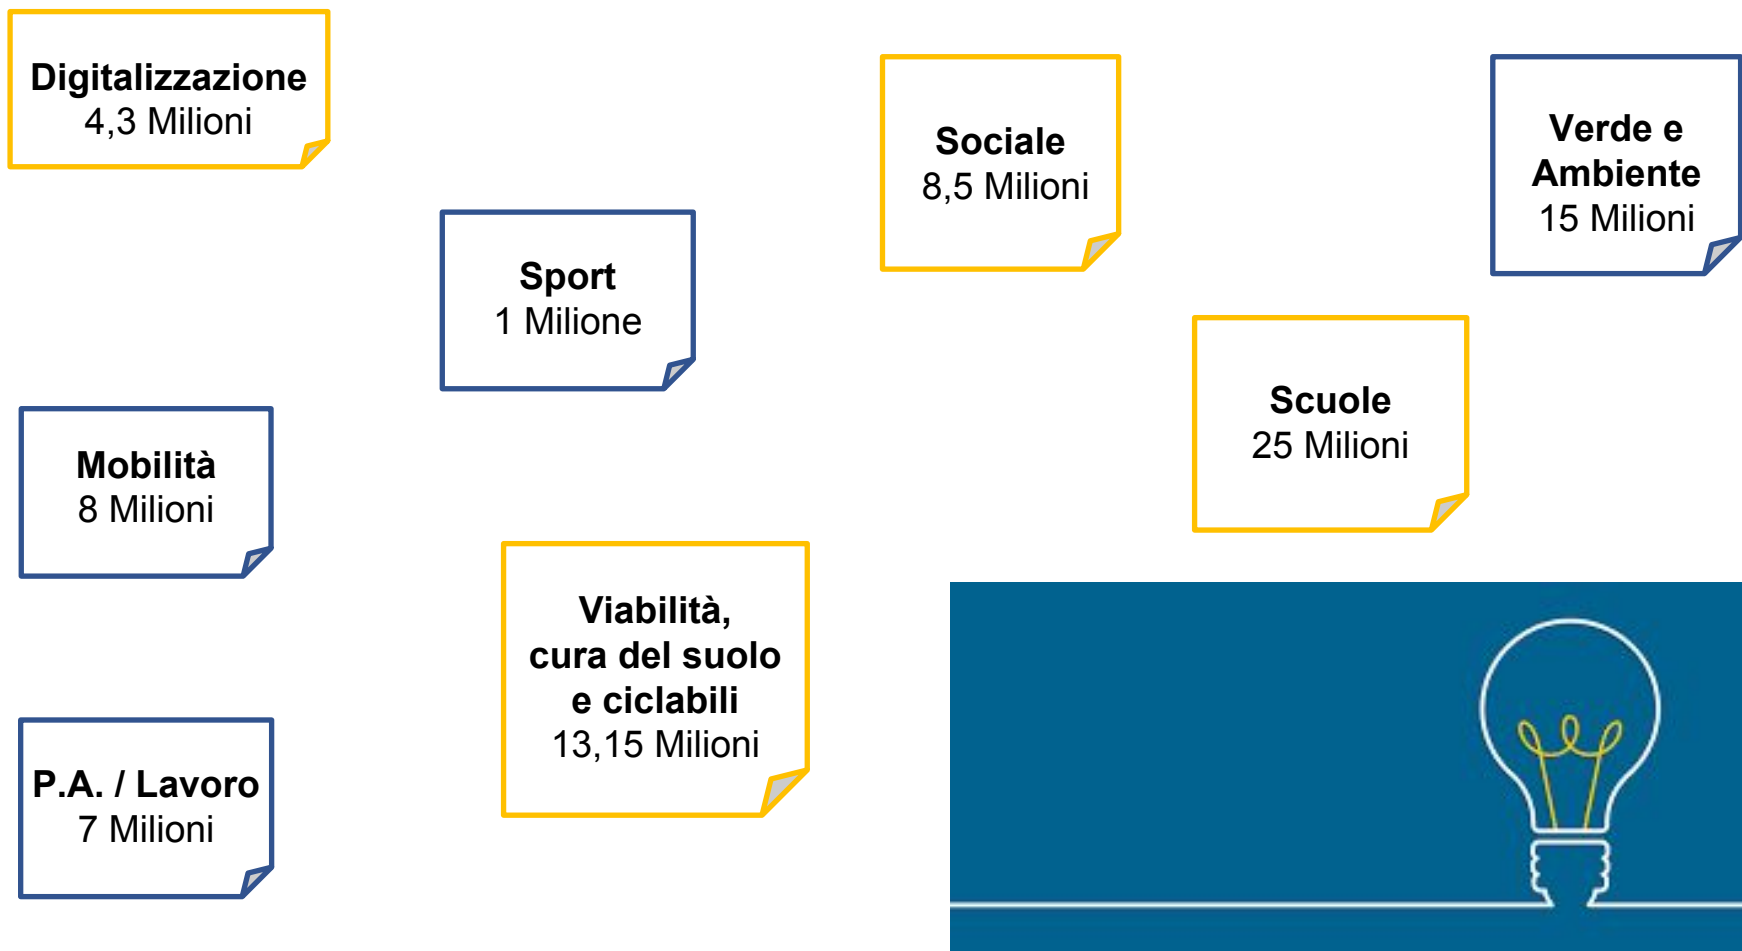 Digitalizzazione
4,3 Milioni
Sociale
8,5 Milioni
Verde e
Ambiente
15 Milioni
Sport
1 Milione
Scuole
25 Milioni
Mobilità
8 Milioni
Viabilità,
cura del suolo
e ciclabili
13,15 Milioni
P.A. / Lavoro
7 Milioni